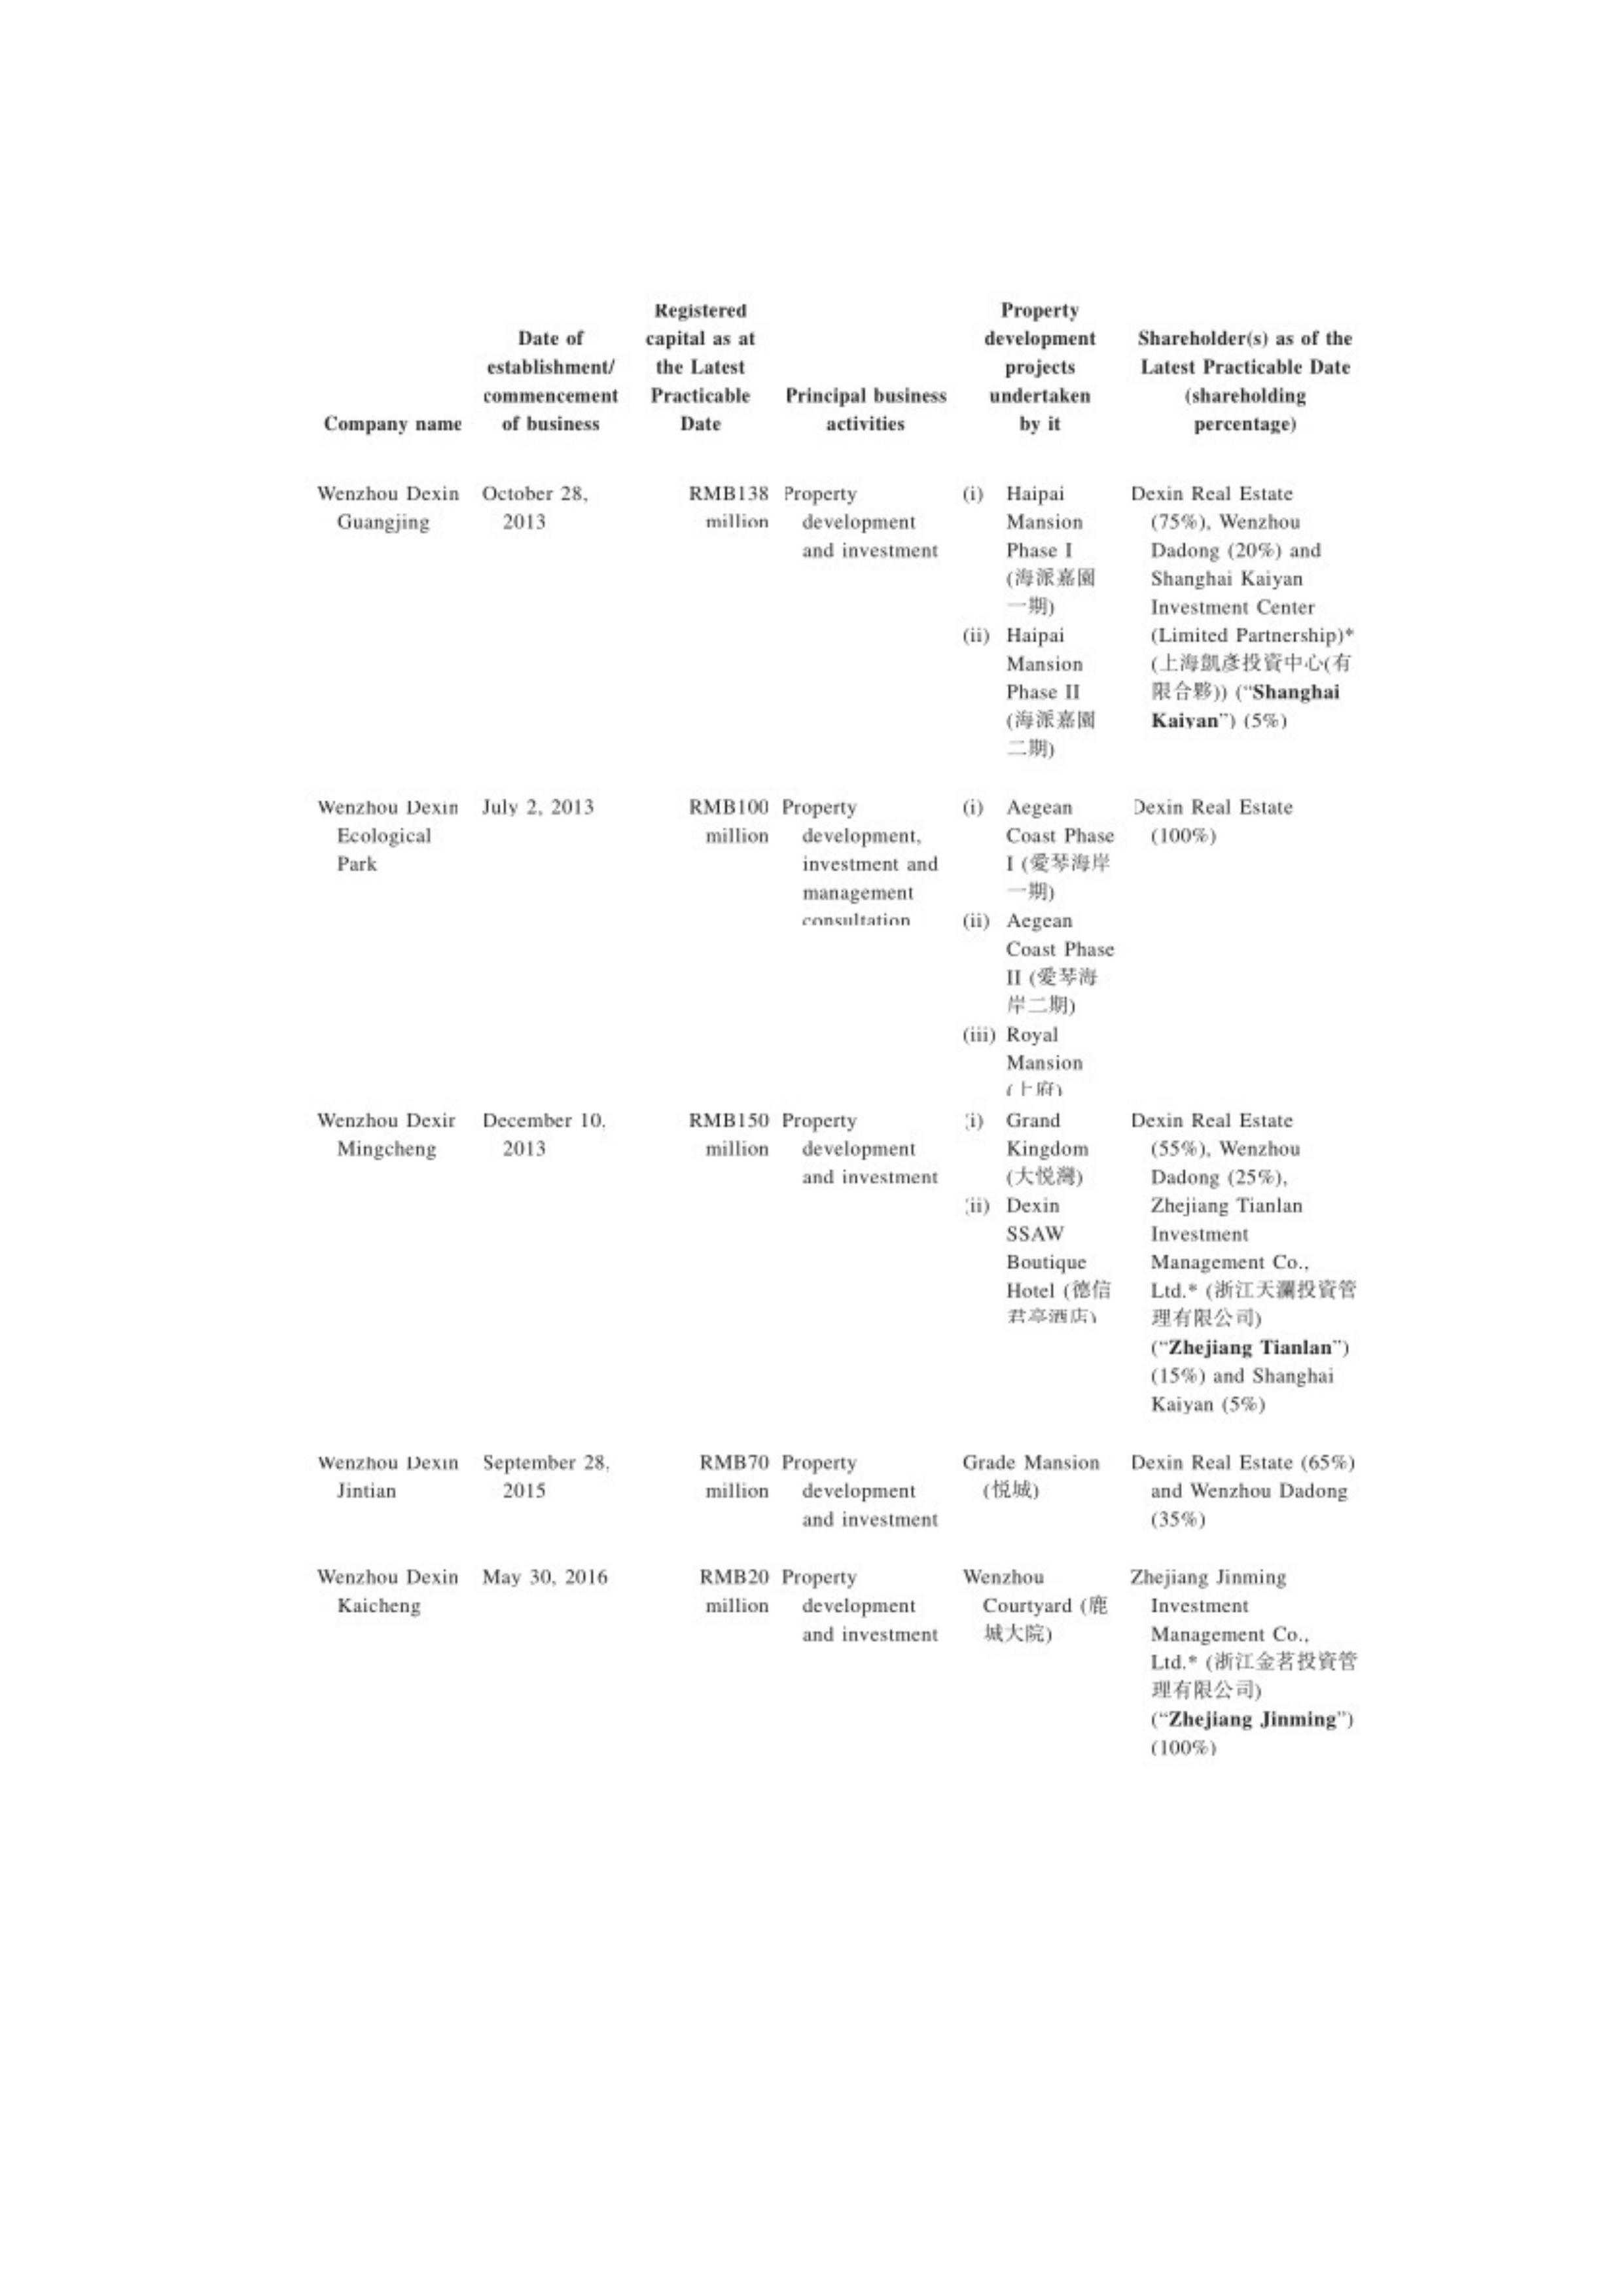 Company name
Date of
establishment/
commencement
of business
Registered
capital as at
the Latest
Practicable
Date
Principal business
activities
Property
development
projects
undertaken
by it
Shareholder(s) as of the
Latest Practicable Date
(shareholding
percentage)
Wenzhou Dexin
Guangjing
October 28,
2013
RMB138
million
Property
development
and investment
(i) Haipai
Mansion
Phase I
(海派嘉園
一期)
(ii) Haipai
Mansion
Phase II
(海派嘉園
二期)
Dexin Real Estate
(75%), Wenzhou
Dadong (20%) and
Shanghai Kaiyan
Investment Center
(Limited Partnership)*
(上海凱彥投資中心(有
限合夥)) (“Shanghai
Kaiyan”) (5%)
Wenzhou Dexin
Ecological
Park
July 2, 2013
RMB100
million
Property
development,
investment and
management
consultation
(i) Aegean
Coast Phase
I (愛琴海岸
一期)
(ii) Aegean
Coast Phase
II (愛琴海
岸二期)
(iii) Royal
Mansion
(上府)
Dexin Real Estate
(100%)
Wenzhou Dexin
Mingcheng
December 10,
2013
RMB150
million
Property
development
and investment
(i) Grand
Kingdom
(大悅灣)
(ii) Dexin
SSAW
Boutique
Hotel (德信
君亭酒店)
Dexin Real Estate
(55%), Wenzhou
Dadong (25%),
Zhejiang Tianlan
Investment
Management Co.,
Ltd.* (浙江天瀾投資管
理有限公司)
(“Zhejiang Tianlan”)
(15%) and Shanghai
Kaiyan (5%)
Wenzhou Dexin
Jintian
September 28,
2015
RMB70
million
Property
development
and investment
Grade Mansion
(悅城)
Dexin Real Estate (65%)
and Wenzhou Dadong
(35%)
Wenzhou Dexin
Kaicheng
May 30, 2016
RMB20
million
Property
development
and investment
Wenzhou
Courtyard (鹿
城大院)
Zhejiang Jinming
Investment
Management Co.,
Ltd.* (浙江金茗投資管
理有限公司)
(“Zhejiang Jinming”)
(100%)